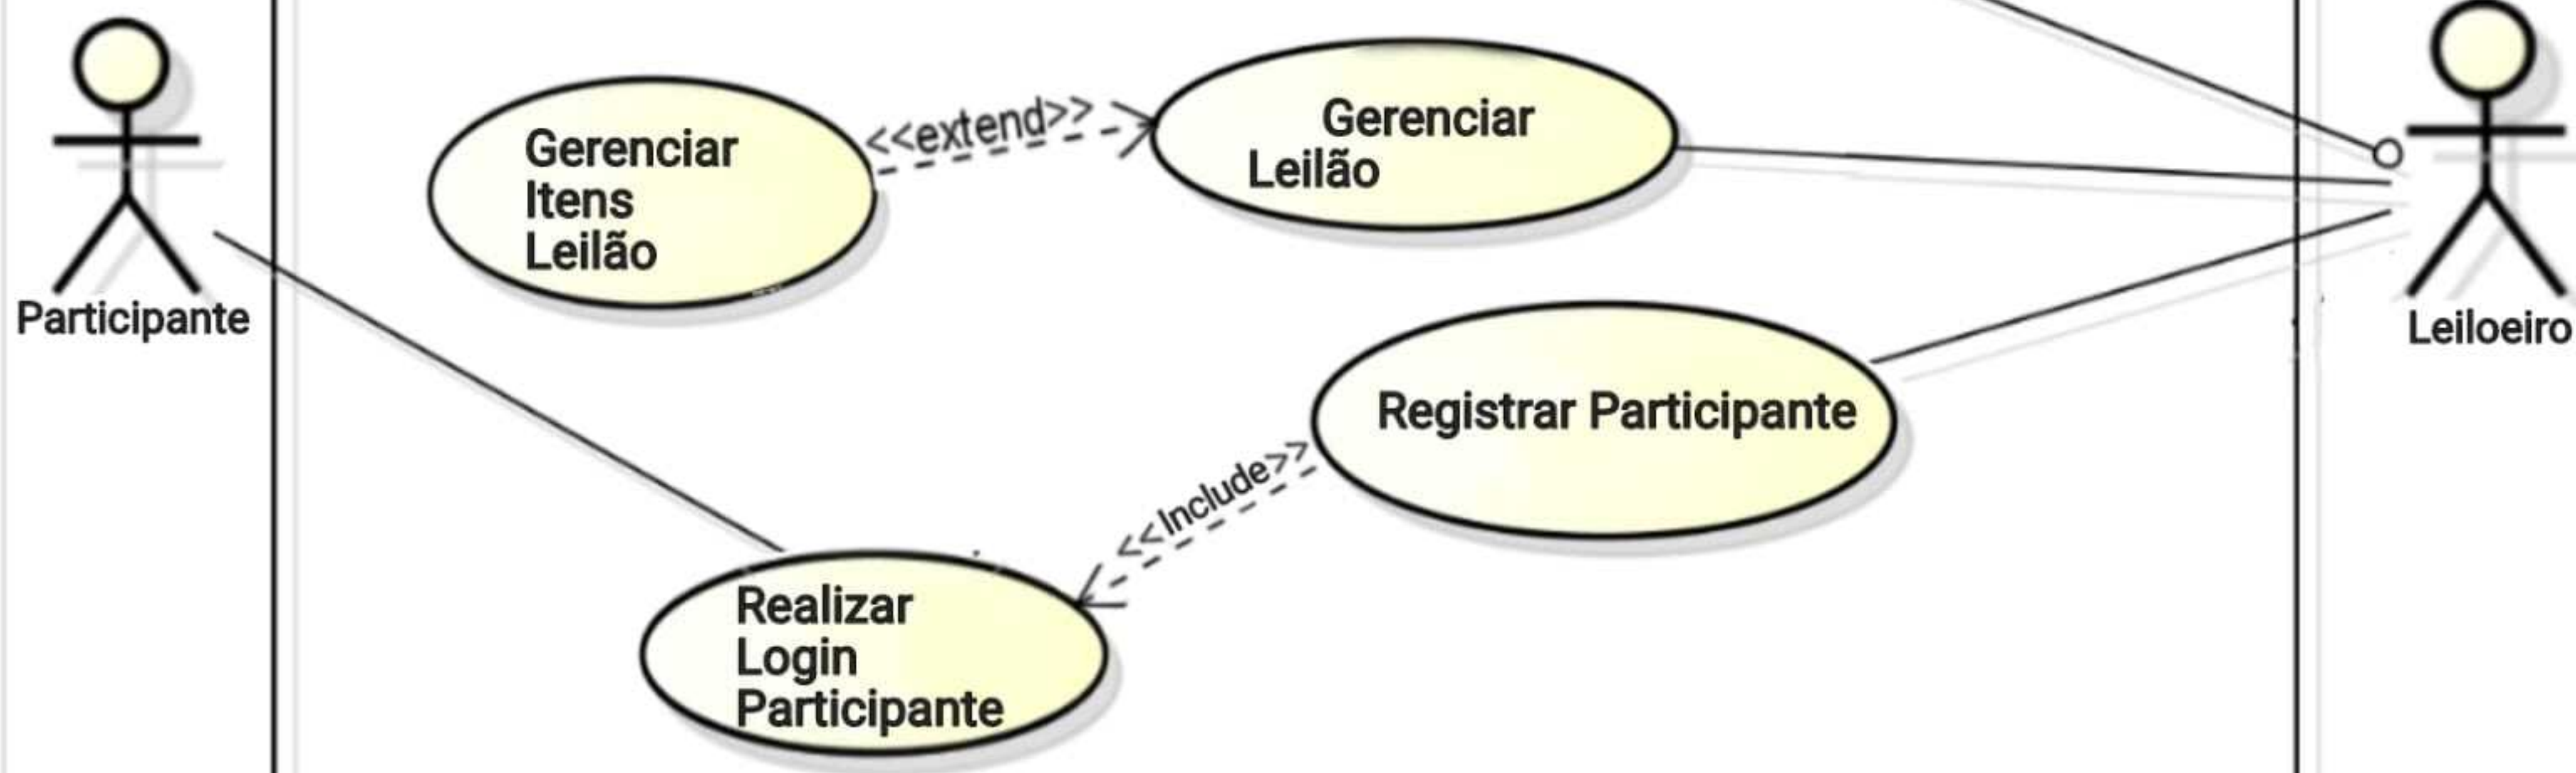 Participante
Gerenciar
Itens
Leilão
<<extend>>
Gerenciar
Leilão
Leiloeiro
Registrar Participante
<<Include>>
Realizar
Login
Participante